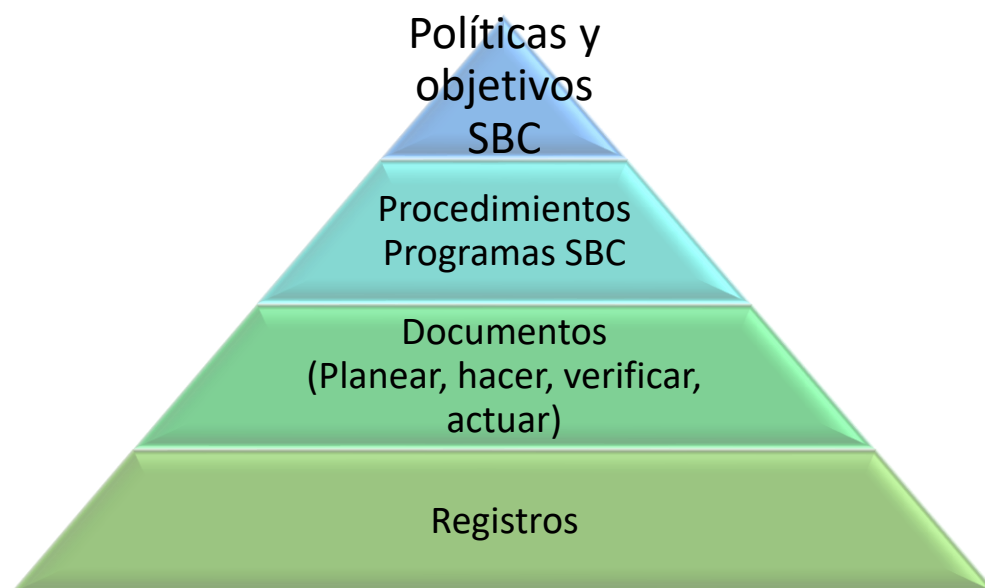 Políticas y
objetivos
SBC
Procedimientos
Programas SBC
Documentos
(Planear, hacer, verificar,
actuar)
Registros